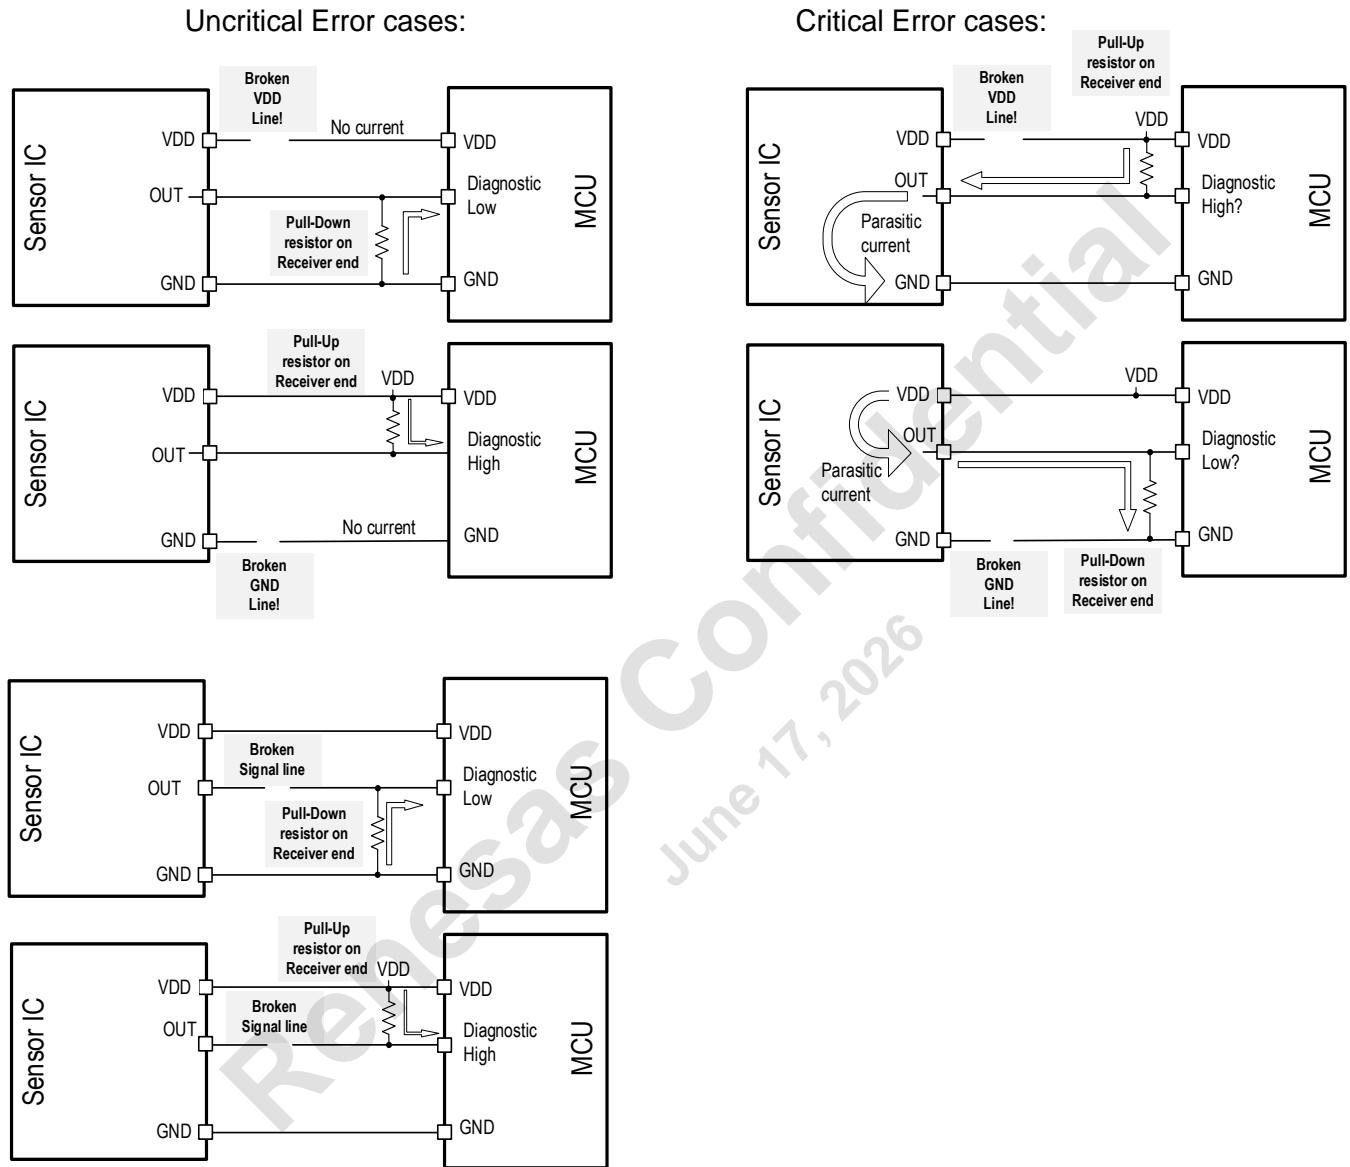 Uncritical Error cases:
Critical Error cases:
Broken
VDD
Line!
No current
Sensor IC
VDD
OUT
GND
Pull-Down
resistor on
Receiver end
VDD
Diagnostic
Low
GND
MCU
Pull-Up
resistor on
Receiver end
Broken
VDD
Line!
VDD
Sensor IC
VDD
OUT
Parasitic
current
GND
VDD
Diagnostic
High?
GND
MCU
Pull-Up
resistor on
Receiver end
VDD
Sensor IC
VDD
OUT
GND
No current
Broken
GND
Line!
VDD
Diagnostic
High
GND
MCU
VDD
Sensor IC
VDD
OUT
Parasitic
current
GND
Broken
GND
Line!
Pull-Down
resistor on
Receiver end
VDD
Diagnostic
Low?
GND
MCU
Sensor IC
VDD
OUT
GND
Broken
Signal line
Pull-Down
resistor on
Receiver end
VDD
Diagnostic
Low
GND
MCU
Pull-Up
resistor on
Receiver end
VDD
Sensor IC
VDD
OUT
GND
Broken
Signal line
VDD
Diagnostic
High
GND
MCU
Renesas Confidential
June 17, 2026